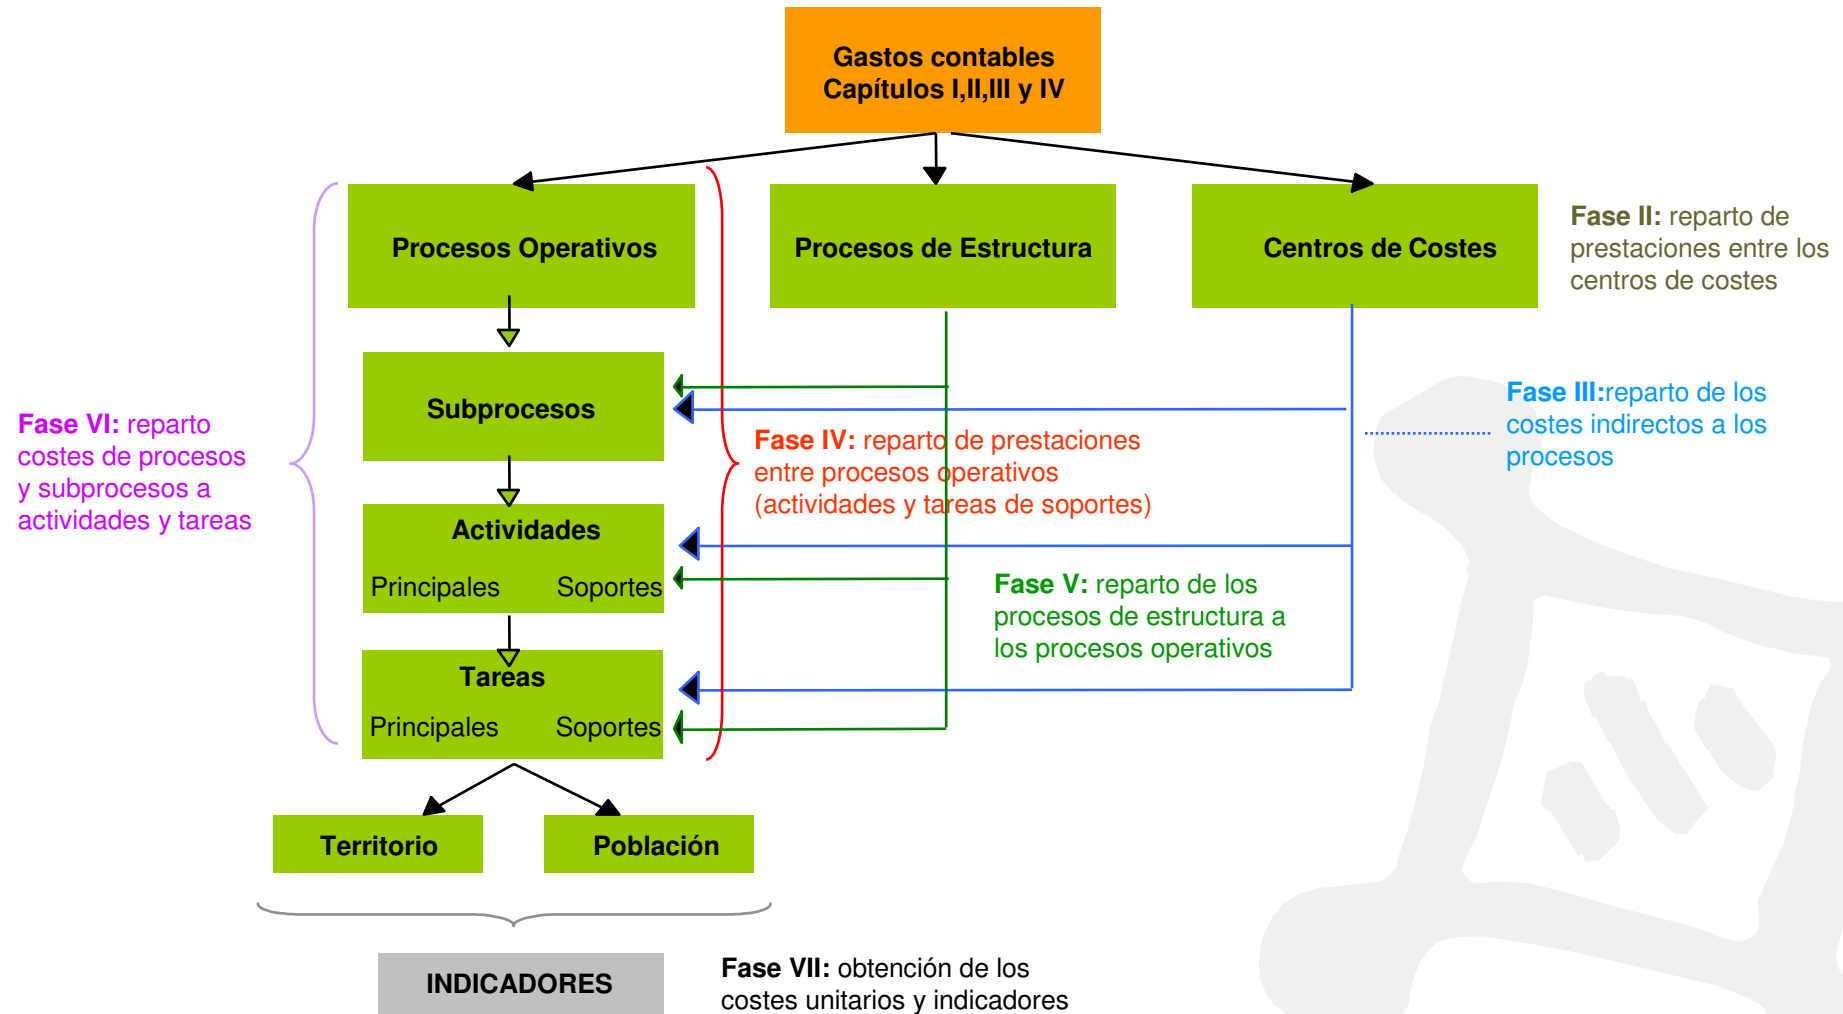 Gastos contables
Capítulos I,II,III y IV
Procesos Operativos
Procesos de Estructura
Centros de Costes
Fase II: reparto de
prestaciones entre los
centros de costes
Subprocesos
Fase III:reparto de los
costes indirectos a los
procesos
Fase VI: reparto
costes de procesos
y subprocesos a
actividades y tareas
Fase IV: reparto de prestaciones
entre procesos operativos
(actividades y tareas de soportes)
Actividades
Principales Soportes
Fase V: reparto de los
procesos de estructura a
los procesos operativos
Tareas
Principales Soportes
Territorio
Población
INDICADORES
Fase VII: obtención de los
costes unitarios y indicadores